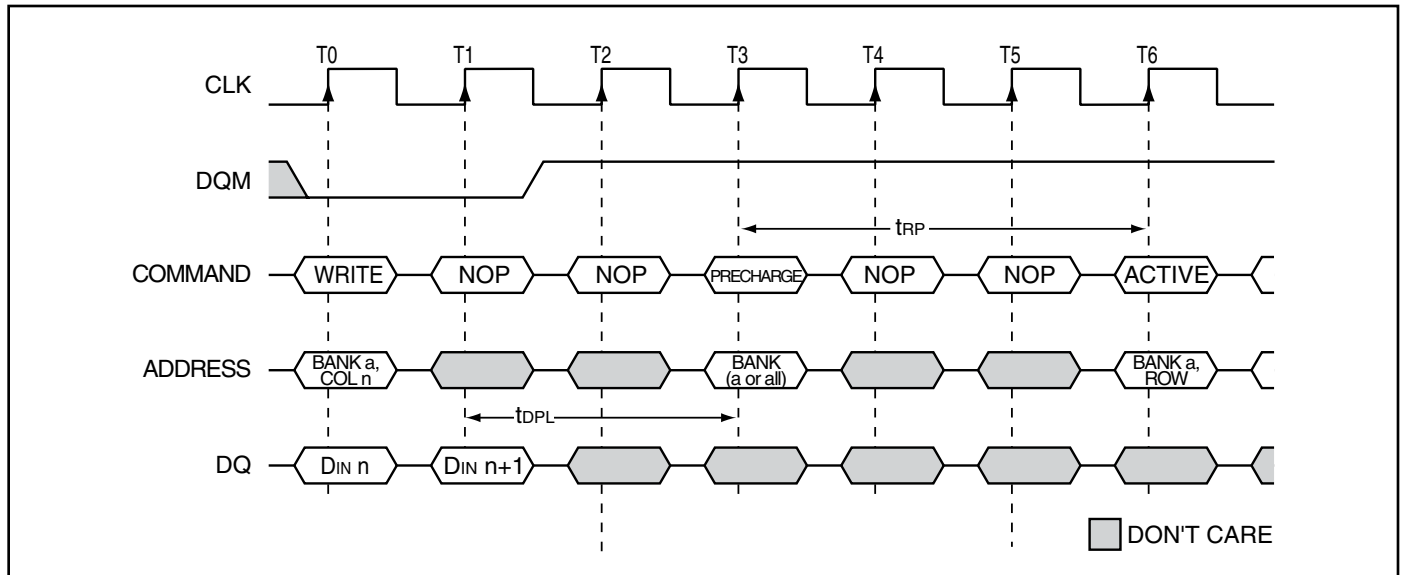 T0 T1 T2 T3 T4 T5 T6
CLK
DQM
tRP
COMMAND WRITE NOP NOP PRECHARGE NOP NOP ACTIVE
ADDRESS BANK a, COL n BANK (a or all) BANK a, ROW
tDPL
DQ DIN n DIN n+1
DON'T CARE